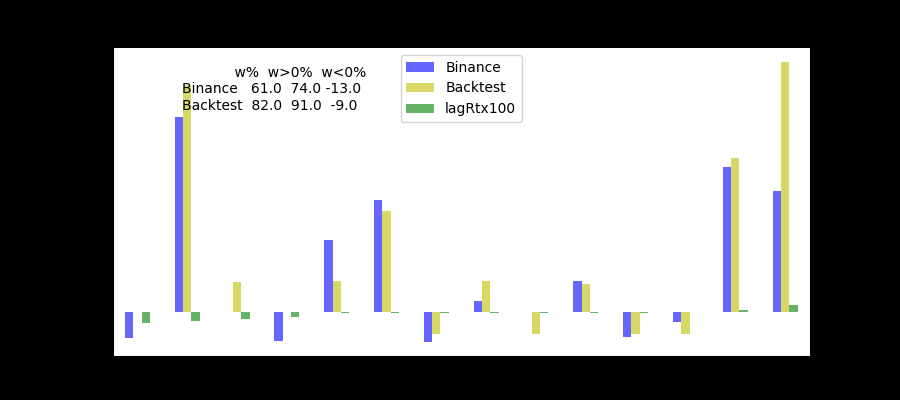 w% w>0% w<0%
Binance 61.0 74.0 -13.0
Backtest 82.0 91.0 -9.0
Binance
Backtest
lagRtx100